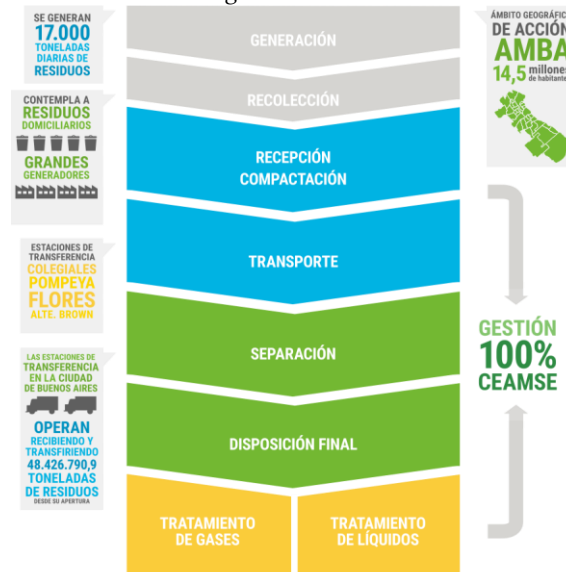 SE GENERAN
17.000
TONELADAS
DIARIAS DE
RESIDUOS
CONTEMPLA A
RESIDUOS
DOMICILIARIOS
GRANDES
GENERADORES
ESTACIONES DE
TRANSFERENCIA
COLEGIALES
POMPEYA
FLORES
ALTE. BROWN
LAS ESTACIONES DE
TRANSFERENCIA
EN LA CIUDAD
DE BUENOS AIRES
OPERAN
RECIBIENDO Y
TRANSFIRIENDO
48.426.790,9
TONELADAS
DE RESIDUOS
DESDE SU APERTURA
GENERACIÓN
RECOLECCIÓN
RECEPCIÓN
COMPACTACIÓN
TRANSPORTE
SEPARACIÓN
DISPOSICIÓN FINAL
TRATAMIENTO
DE GASES
TRATAMIENTO
DE LÍQUIDOS
ÁMBITO GEOGRÁFIC
DE ACCIÓN
AMBA
14,5 millones
de habitante
GESTIÓN
100%
CEAMSE